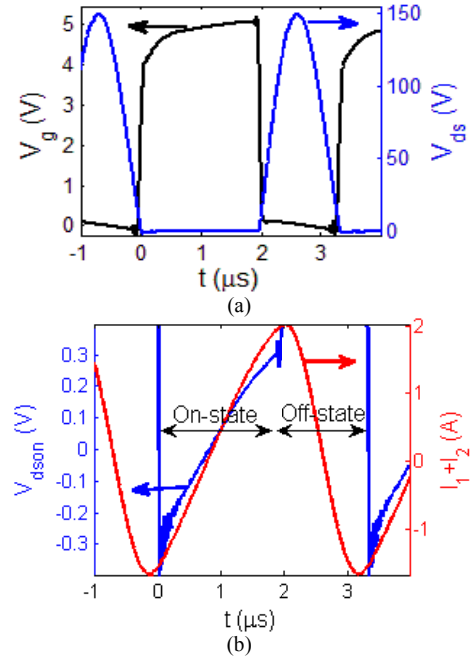 5
4
3
2
1
0
V_g (V)
150
100
50
0
V_ds (V)
-1 0 1 2 3
t (μs)
(a)
0.3
0.2
0.1
0
-0.1
-0.2
-0.3
V_dson (V)
On-state Off-state
2
1
0
-1
I_1+I_2 (A)
-1 0 1 2 3
t (μs)
(b)